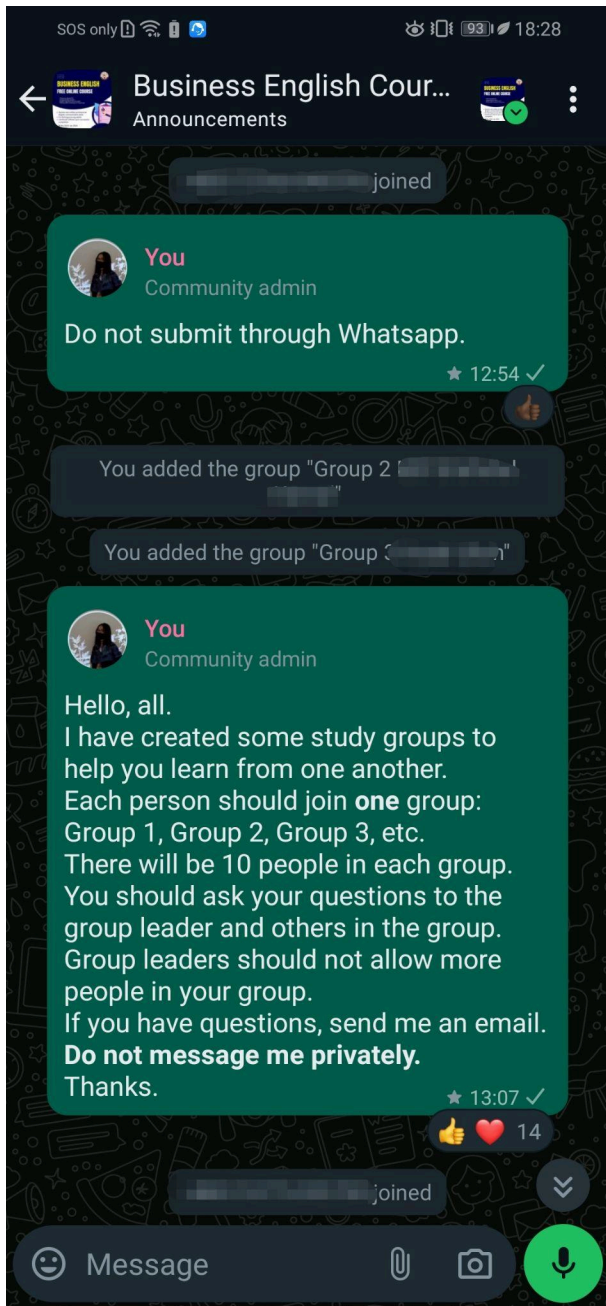 SOS only 93 18:28
Business English Cour...
Announcements
BUSINESS ENGLISH
FREE ONLINE COURSE
joined
You
Community admin
Do not submit through Whatsapp.
12:54
You added the group "Group 2
"
You added the group "Group 3
You
Community admin
Hello, all.
I have created some study groups to
help you learn from one another.
Each person should join one group:
Group 1, Group 2, Group 3, etc.
There will be 10 people in each group.
You should ask your questions to the
group leader and others in the group.
Group leaders should not allow more
people in your group.
If you have questions, send me an email.
Do not message me privately.
Thanks.
13:07
14
joined
Message